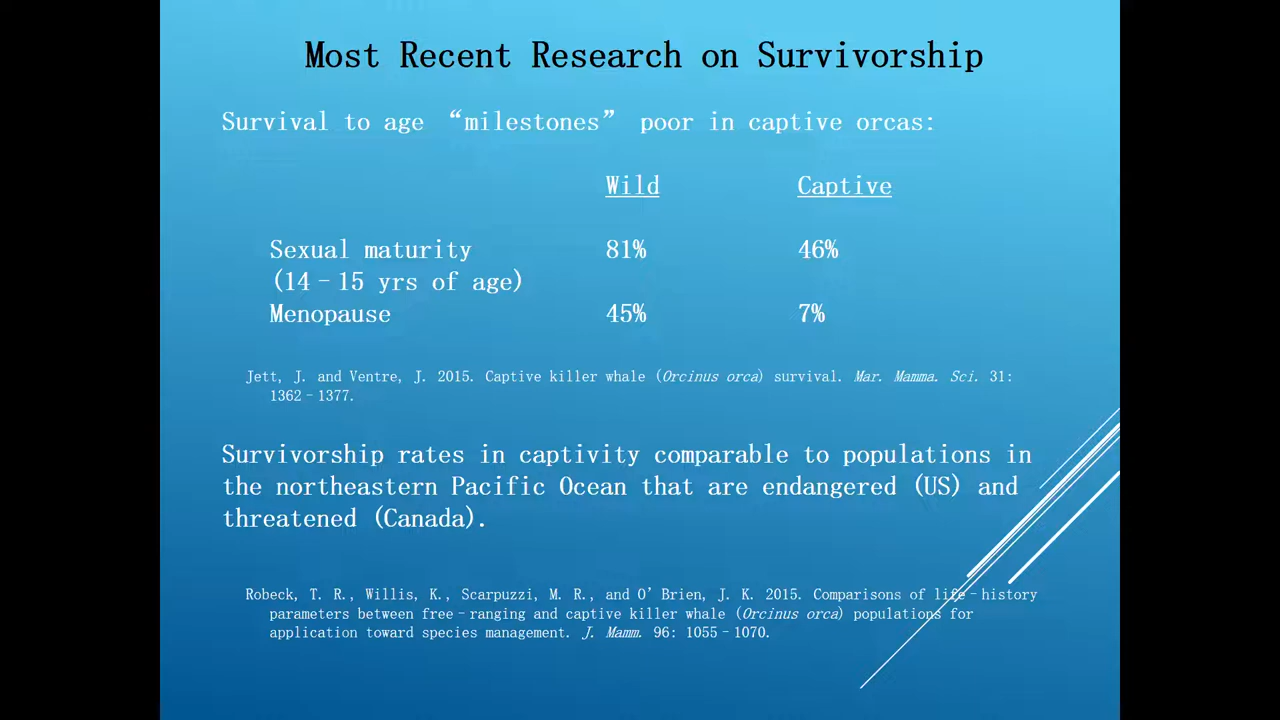 Most Recent Research on Survivorship
Survival to age “milestones” poor in captive orcas:
Wild Captive
Sexual maturity 81% 46%
(14–15 yrs of age)
Menopause 45% 7%
Jett, J. and Ventre, J. 2015. Captive killer whale (Orcinus orca) survival. Mar. Mamma. Sci. 31:
1362–1377.
Survivorship rates in captivity comparable to populations in
the northeastern Pacific Ocean that are endangered (US) and
threatened (Canada).
Robeck, T. R., Willis, K., Scarpuzzi, M. R., and O’Brien, J. K. 2015. Comparisons of life–history
parameters between free–ranging and captive killer whale (Orcinus orca) populations for
application toward species management. J. Mamm. 96: 1055–1070.